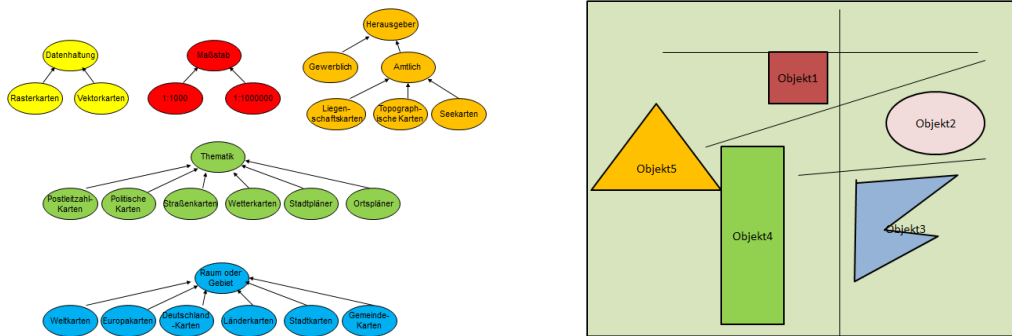 Herausgeber
Datenhaltung
Maßstab
Gewerblich
Amtlich
Rasterkarten
Vektorkarten
1:1000
1:1000000
Liegen-
schaftskarten
Topograph-
ische Karten
Seekarten
Thematik
Postleitzahl-
Karten
Politische
Karten
Straßenkarten
Wetterkarten
Stadtpläner
Ortspläner
Raum oder
Gebiet
Weltkarten
Europakarten
Deutschland
-Karten
Länderkarten
Stadtkarten
Gemeinde-
Karten
Objekt1
Objekt2
Objekt5
Objekt4
Objekt3